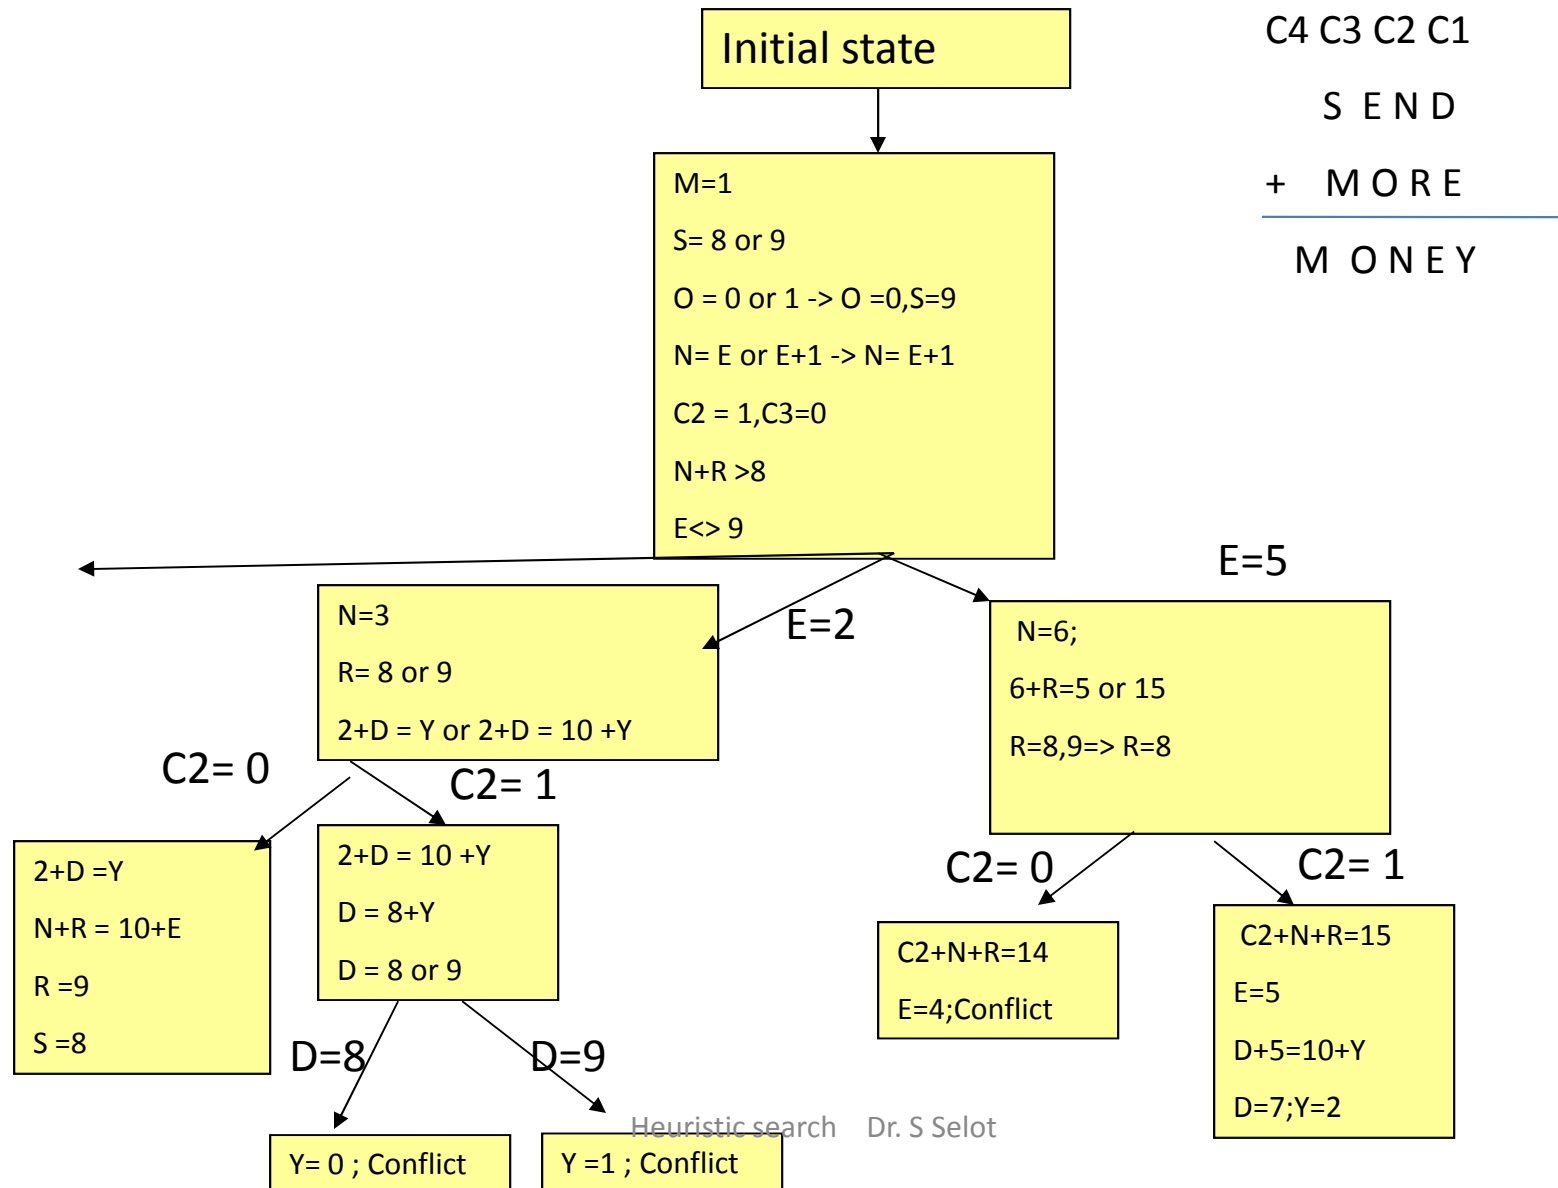 Initial state
C4 C3 C2 C1
S E N D
+ M O R E
M O N E Y
M=1
S= 8 or 9
O = 0 or 1 -> O =0,S=9
N= E or E+1 -> N= E+1
C2 = 1,C3=0
N+R >8
E<> 9
E=2
E=5
N=3
R= 8 or 9
2+D = Y or 2+D = 10 +Y
N=6;
6+R=5 or 15
R=8,9=> R=8
C2= 0
C2= 1
C2= 0
C2= 1
2+D =Y
N+R = 10+E
R =9
S =8
2+D = 10 +Y
D = 8+Y
D = 8 or 9
C2+N+R=14
E=4;Conflict
C2+N+R=15
E=5
D+5=10+Y
D=7;Y=2
D=8
D=9
Y= 0 ; Conflict
Y =1 ; Conflict
Heuristic search Dr. S Selot